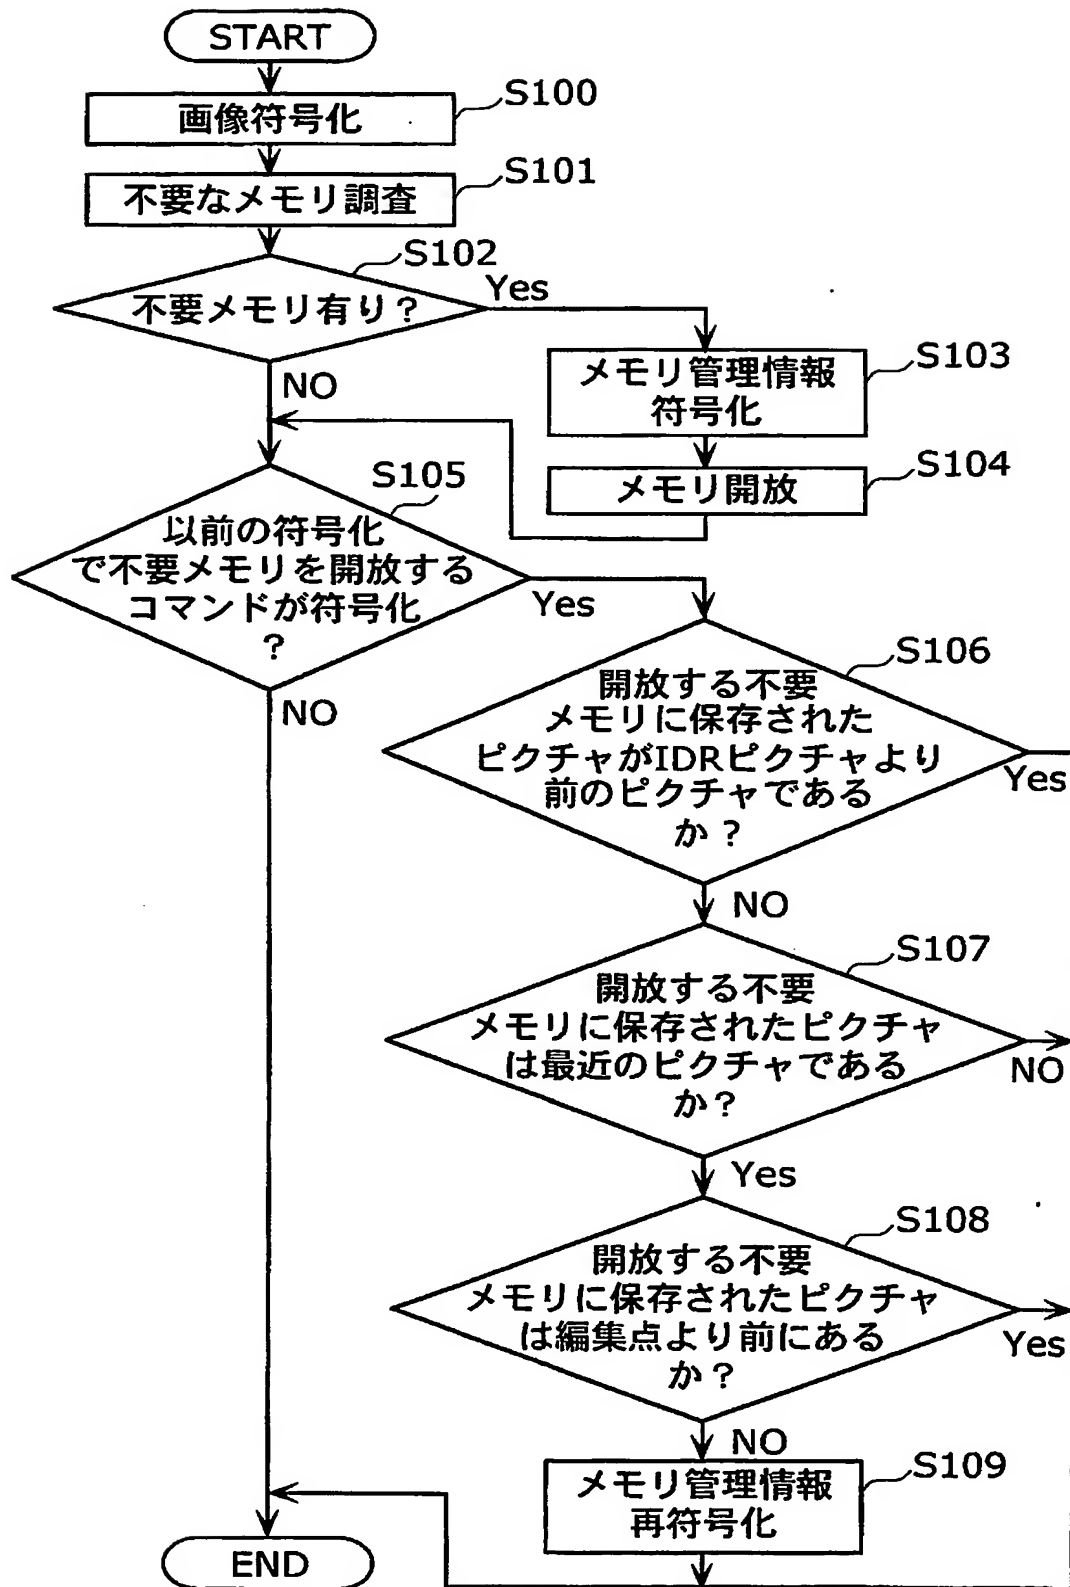 START
画像符号化
S100
不要なメモリ調査
S101
S102
不要メモリ有り？
Yes
NO
メモリ管理情報
符号化
S103
メモリ開放
S104
S105
以前の符号化
で不要メモリを開放する
コマンドが符号化
？
Yes
NO
S106
開放する不要
メモリに保存された
ピクチャがIDRピクチャより
前のピクチャである
か？
Yes
NO
S107
開放する不要
メモリに保存されたピクチャ
は最近のピクチャである
か？
NO
Yes
S108
開放する不要
メモリに保存されたピクチャ
は編集点より前にある
か？
Yes
NO
メモリ管理情報
再符号化
S109
END